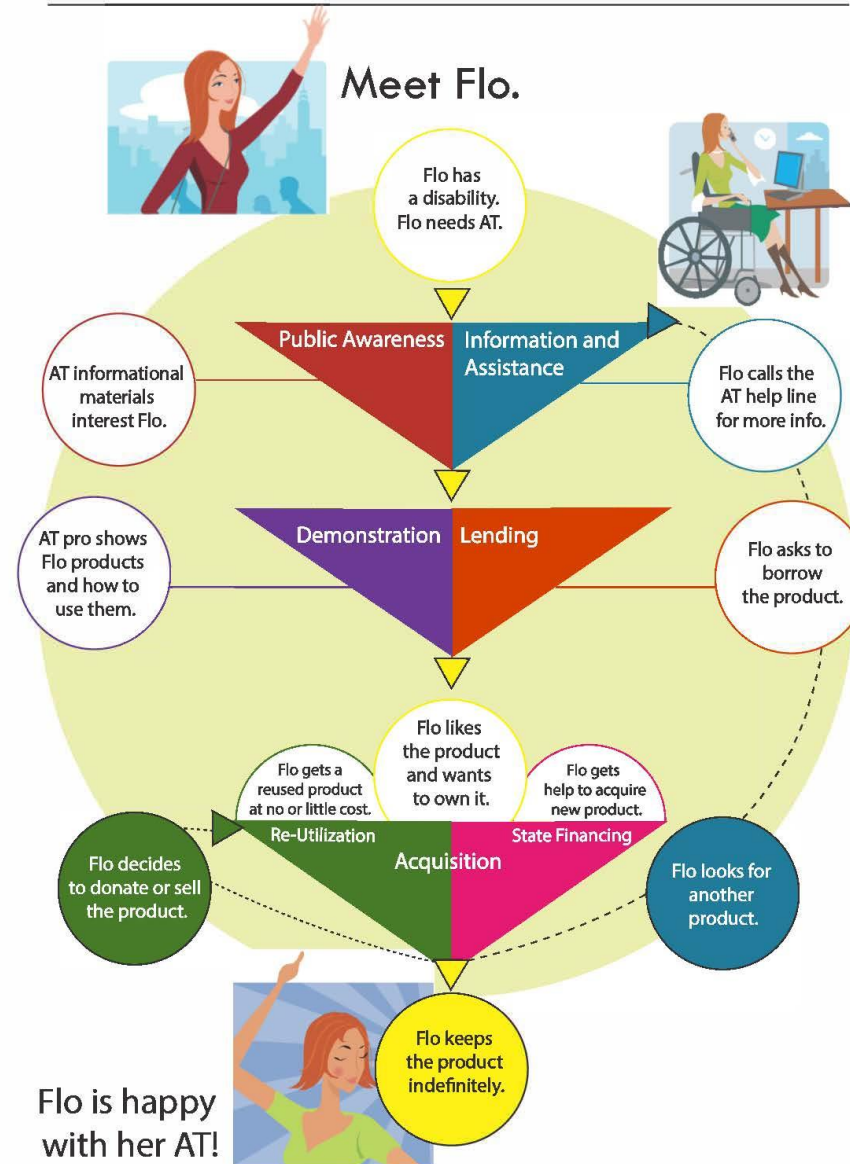 Meet Flo.
Flo has
a disability.
Flo needs AT.
Public Awareness
Information and
Assistance
AT informational
materials
interest Flo.
Flo calls the
AT help line
for more info.
Demonstration
Lending
AT pro shows
Flo products
and how to
use them.
Flo asks to
borrow
the product.
Flo likes
the product
and wants
to own it.
Flo gets a
reused product
at no or little cost.
Flo gets
help to acquire
new product.
Re-Utilization
State Financing
Acquisition
Flo decides
to donate or sell
the product.
Flo looks for
another
product.
Flo keeps
the product
indefinitely.
Flo is happy
with her AT!